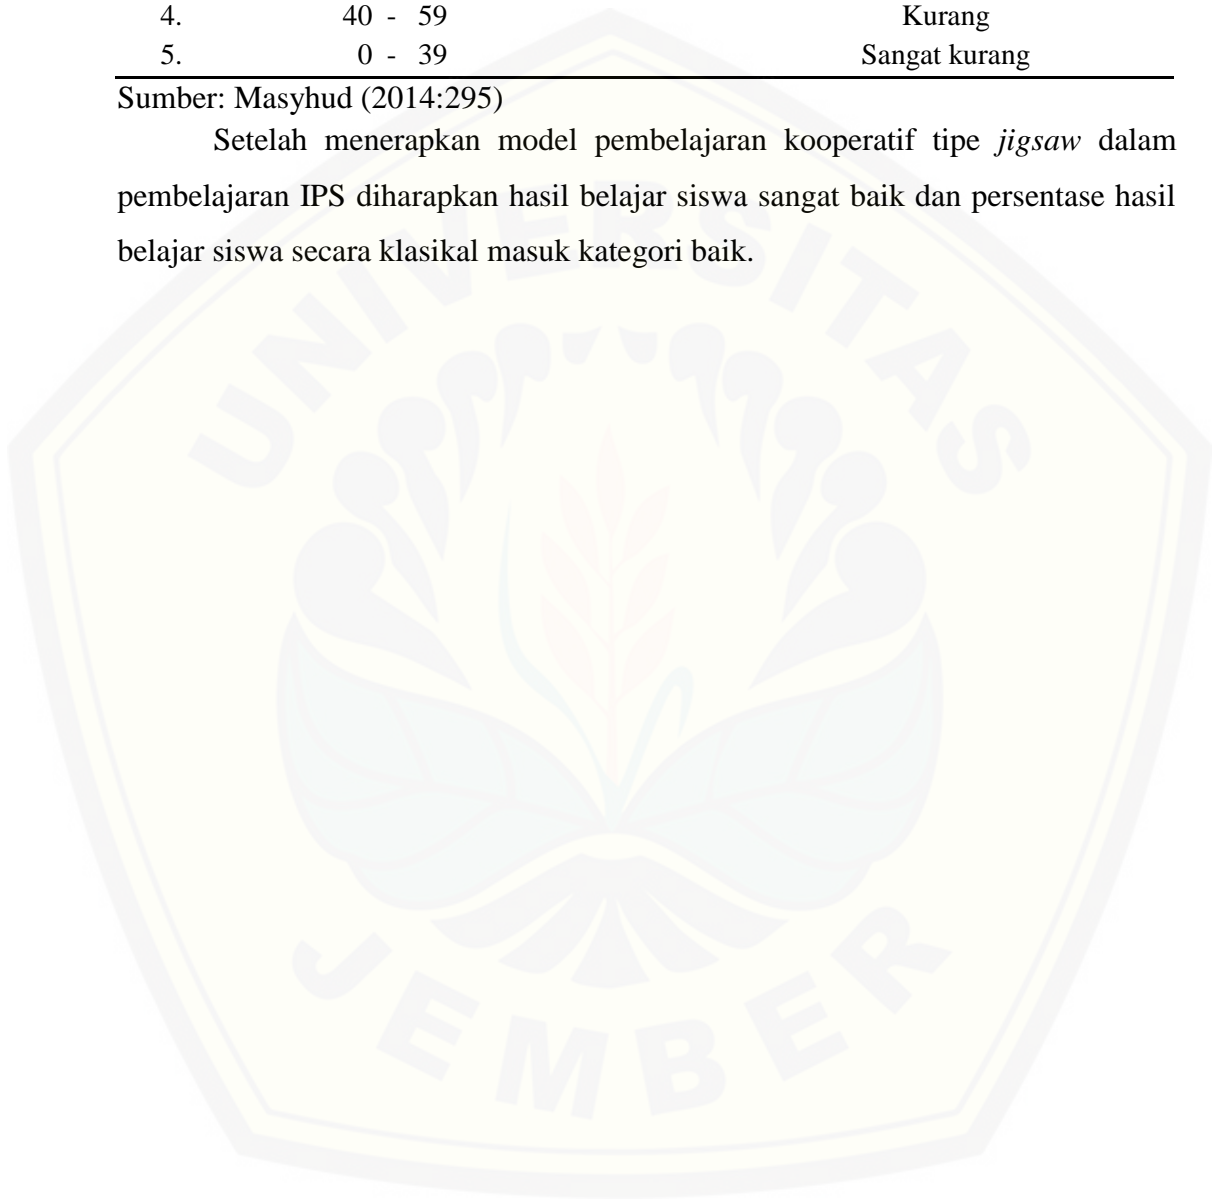 4. 40 - 59 Kurang
5. 0 - 39 Sangat kurang
Sumber: Masyhud (2014:295)
Setelah menerapkan model pembelajaran kooperatif tipe jigsaw dalam
pembelajaran IPS diharapkan hasil belajar siswa sangat baik dan persentase hasil
belajar siswa secara klasikal masuk kategori baik.
UNIVERSITAS
JEMBER